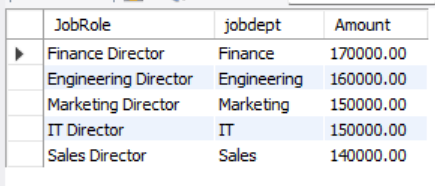 JobRole jobdept Amount
Finance Director Finance 170000.00
Engineering Director Engineering 160000.00
Marketing Director Marketing 150000.00
IT Director IT 150000.00
Sales Director Sales 140000.00